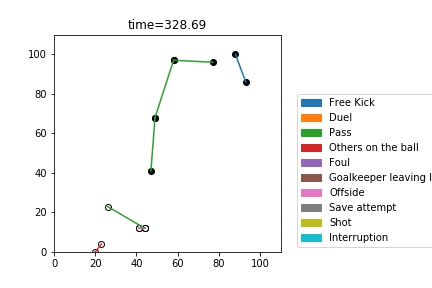 time=328.69
100
80
60
40
20
0
0
20
40
60
80
100
Free Kick
Duel
Pass
Others on the ball
Foul
Goalkeeper leaving l
Offside
Save attempt
Shot
Interruption